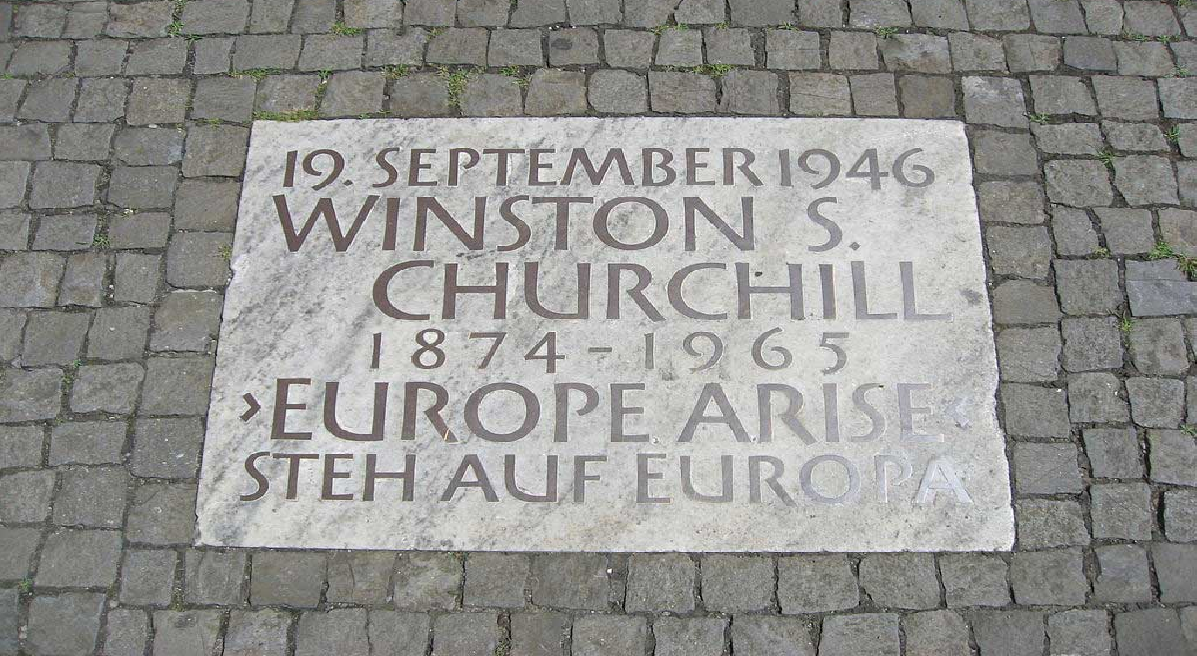 19. SEPTEMBER 1946
WINSTON S.
CHURCHILL
1874-1965
›EUROPE ARISE‹
STEH AUF EUROPA